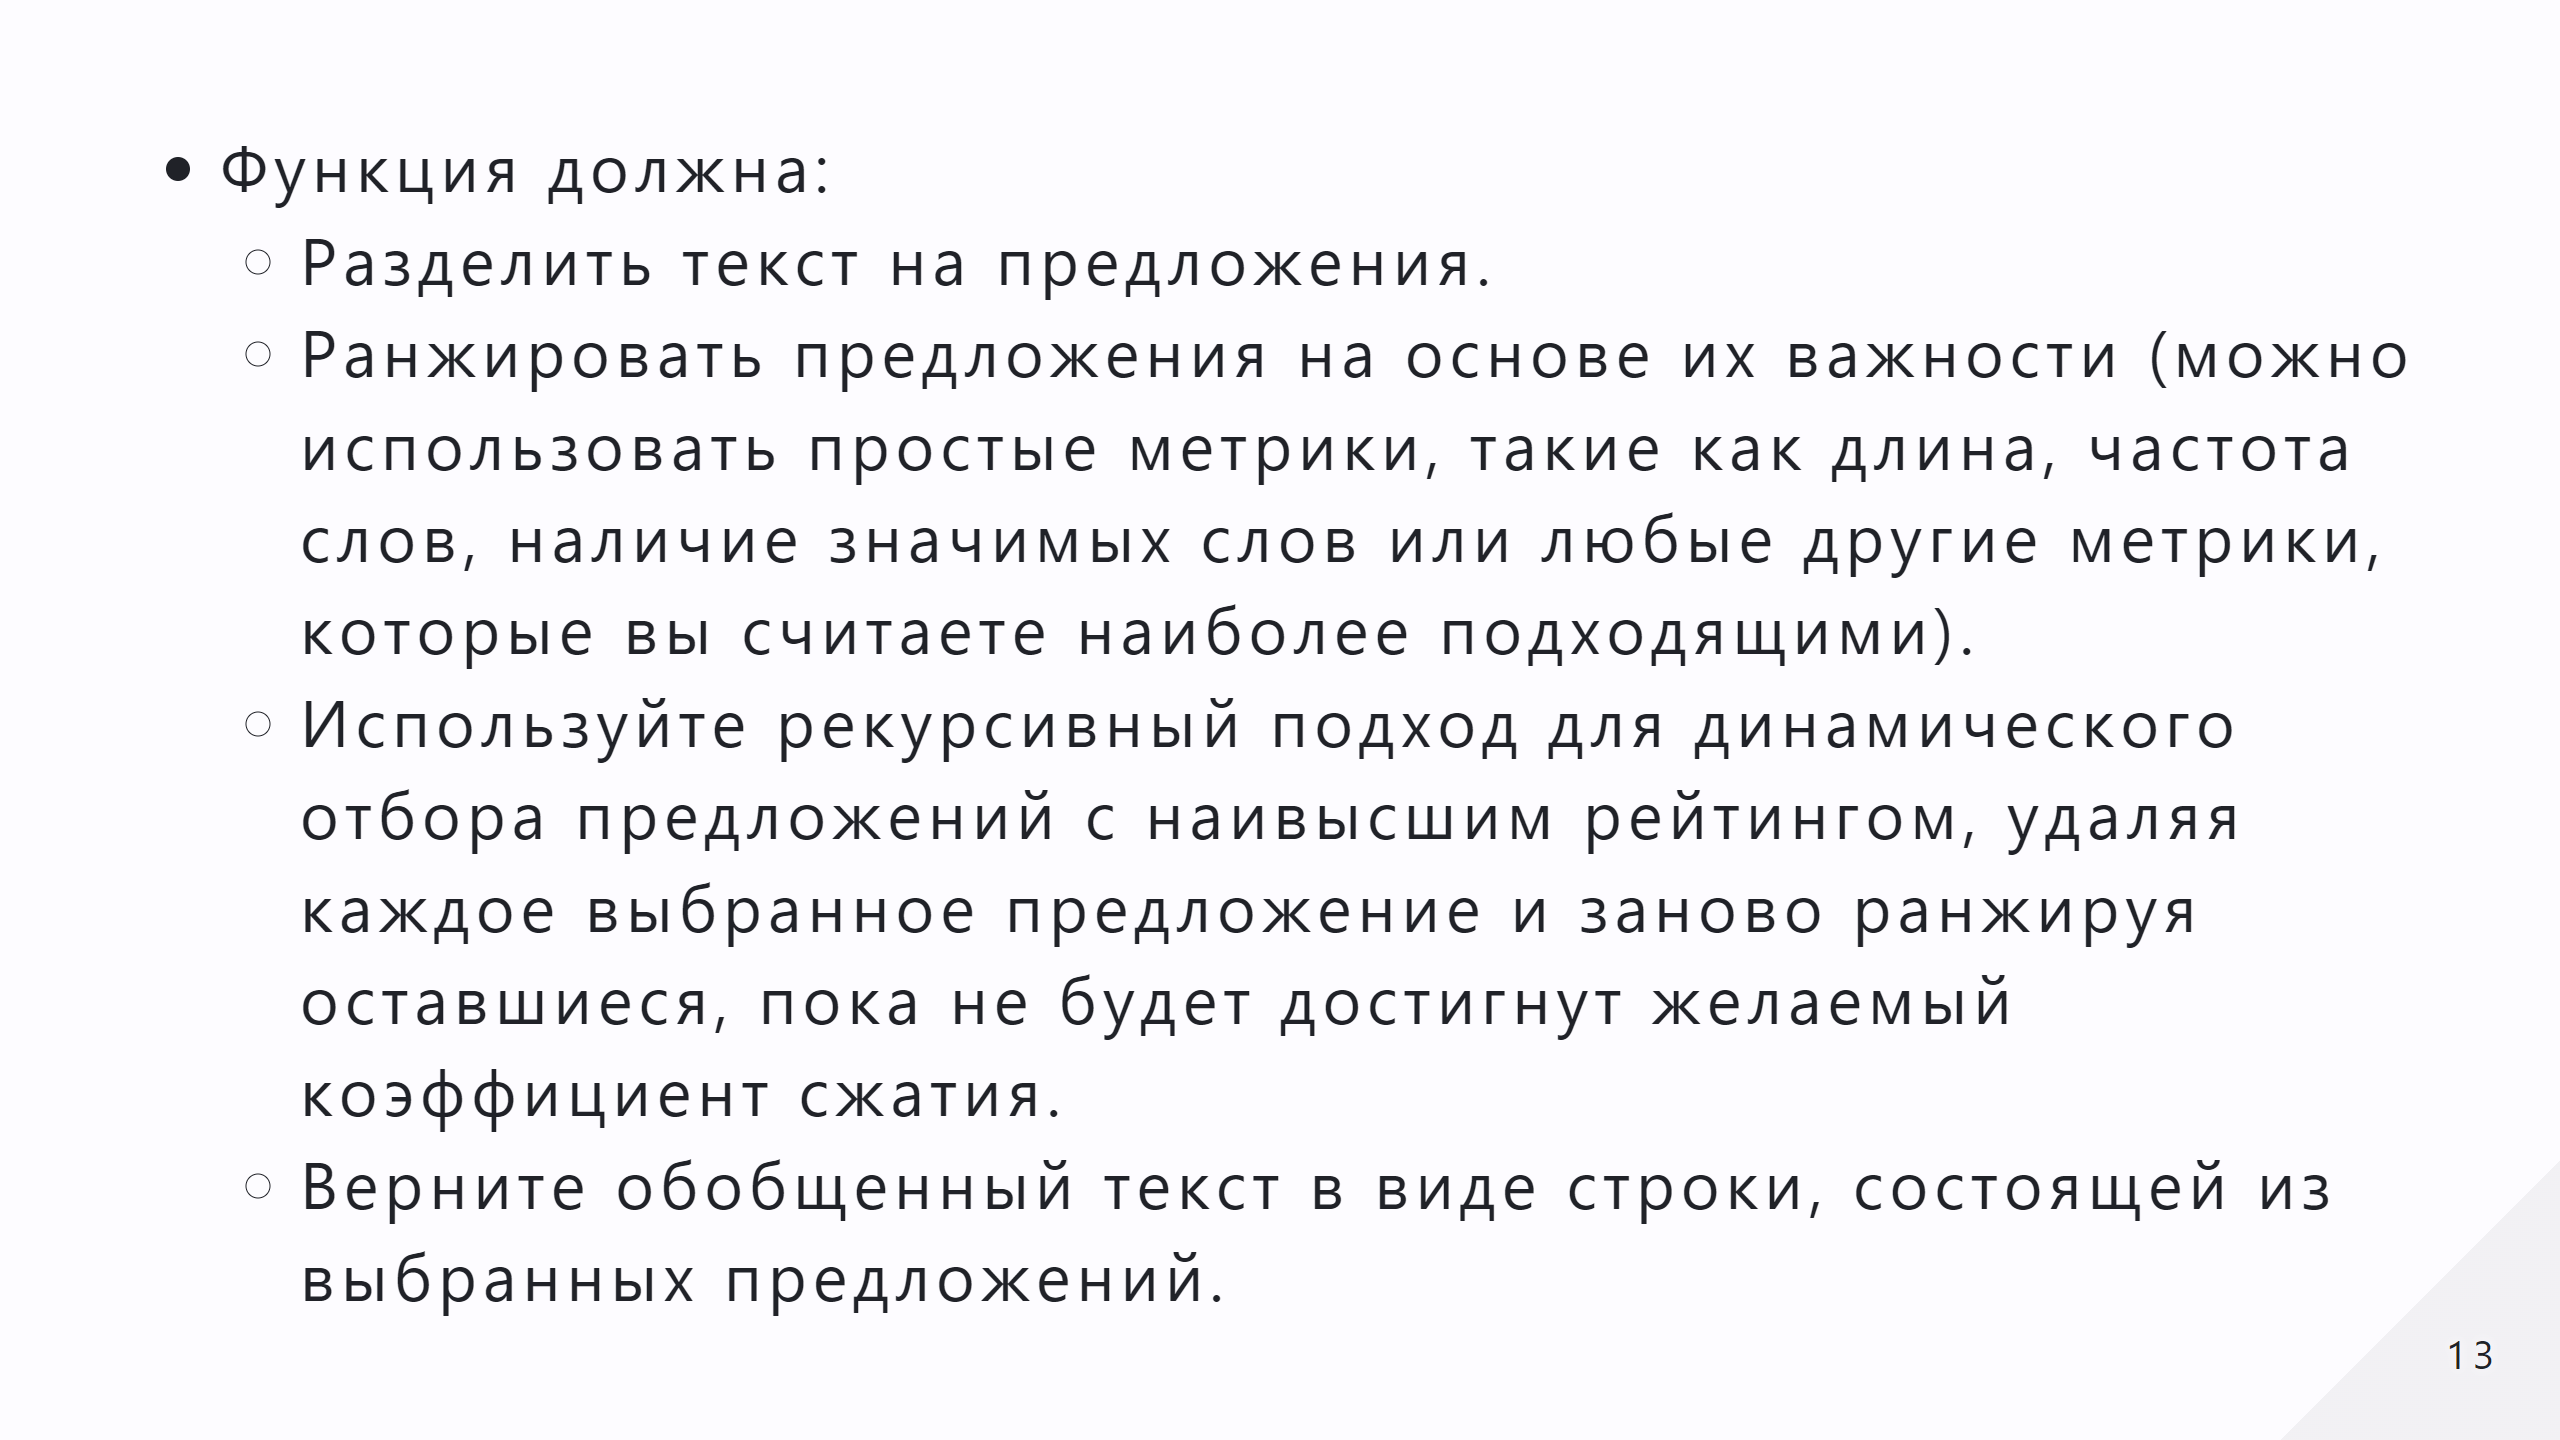 • Функция должна:
○ Разделить текст на предложения.
○ Ранжировать предложения на основе их важности (можно
использовать простые метрики, такие как длина, частота
слов, наличие значимых слов или любые другие метрики,
которые вы считаете наиболее подходящими).
○ Используйте рекурсивный подход для динамического
отбора предложений с наивысшим рейтингом, удаляя
каждое выбранное предложение и заново ранжируя
оставшиеся, пока не будет достигнут желаемый
коэффициент сжатия.
○ Верните обобщенный текст в виде строки, состоящей из
выбранных предложений.
13